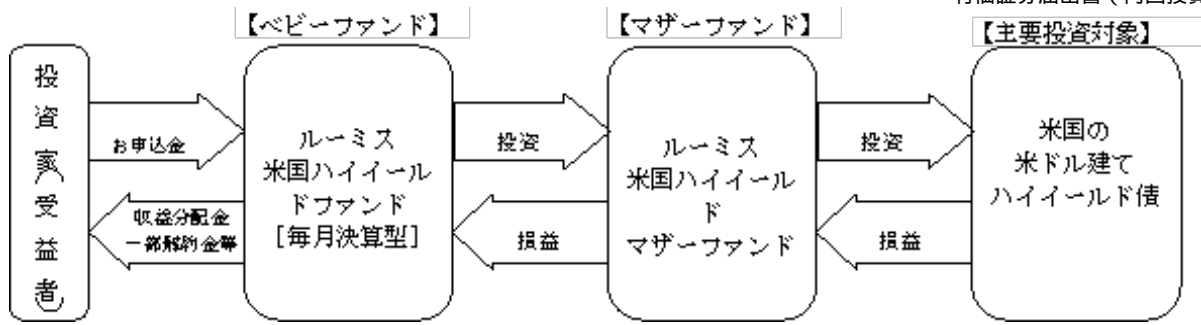 【ベビーファンド】
【マザーファンド】
【主要投資対象】
投資家(受益者)
お申込金
収益分配金
一部解約金等
ルーミス
米国ハイイール
ドファンド
[毎月決算型]
投資
損益
ルーミス
米国ハイイール
ド
マザーファンド
投資
損益
米国の
米ドル建て
ハイイールド債